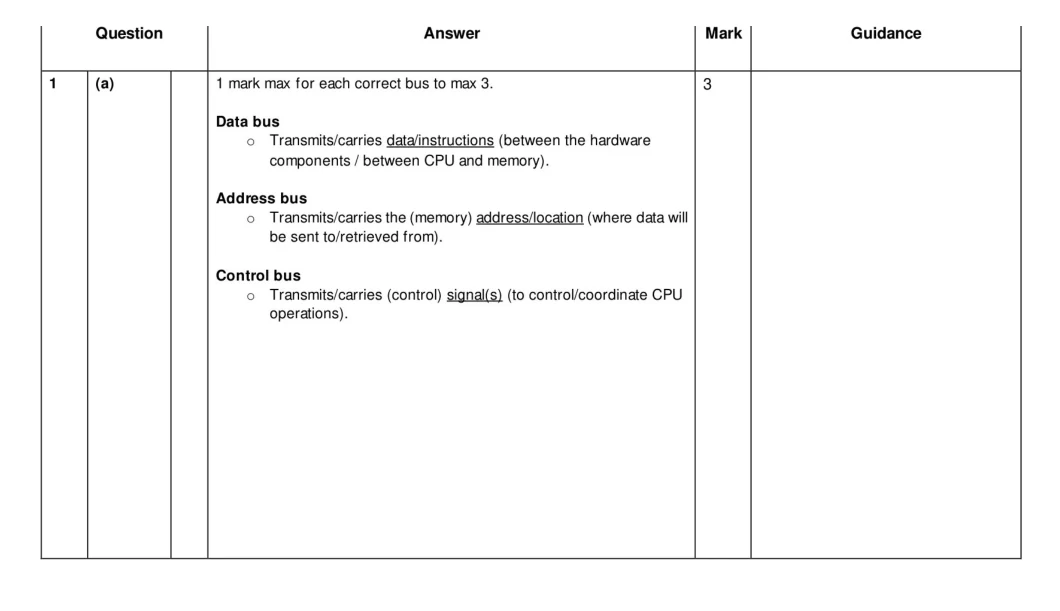 Question Answer Mark Guidance
1 (a) 1 mark max for each correct bus to max 3. 3
Data bus
o Transmits/carries data/instructions (between the hardware
components / between CPU and memory).
Address bus
o Transmits/carries the (memory) address/location (where data will
be sent to/retrieved from).
Control bus
o Transmits/carries (control) signal(s) (to control/coordinate CPU
operations).